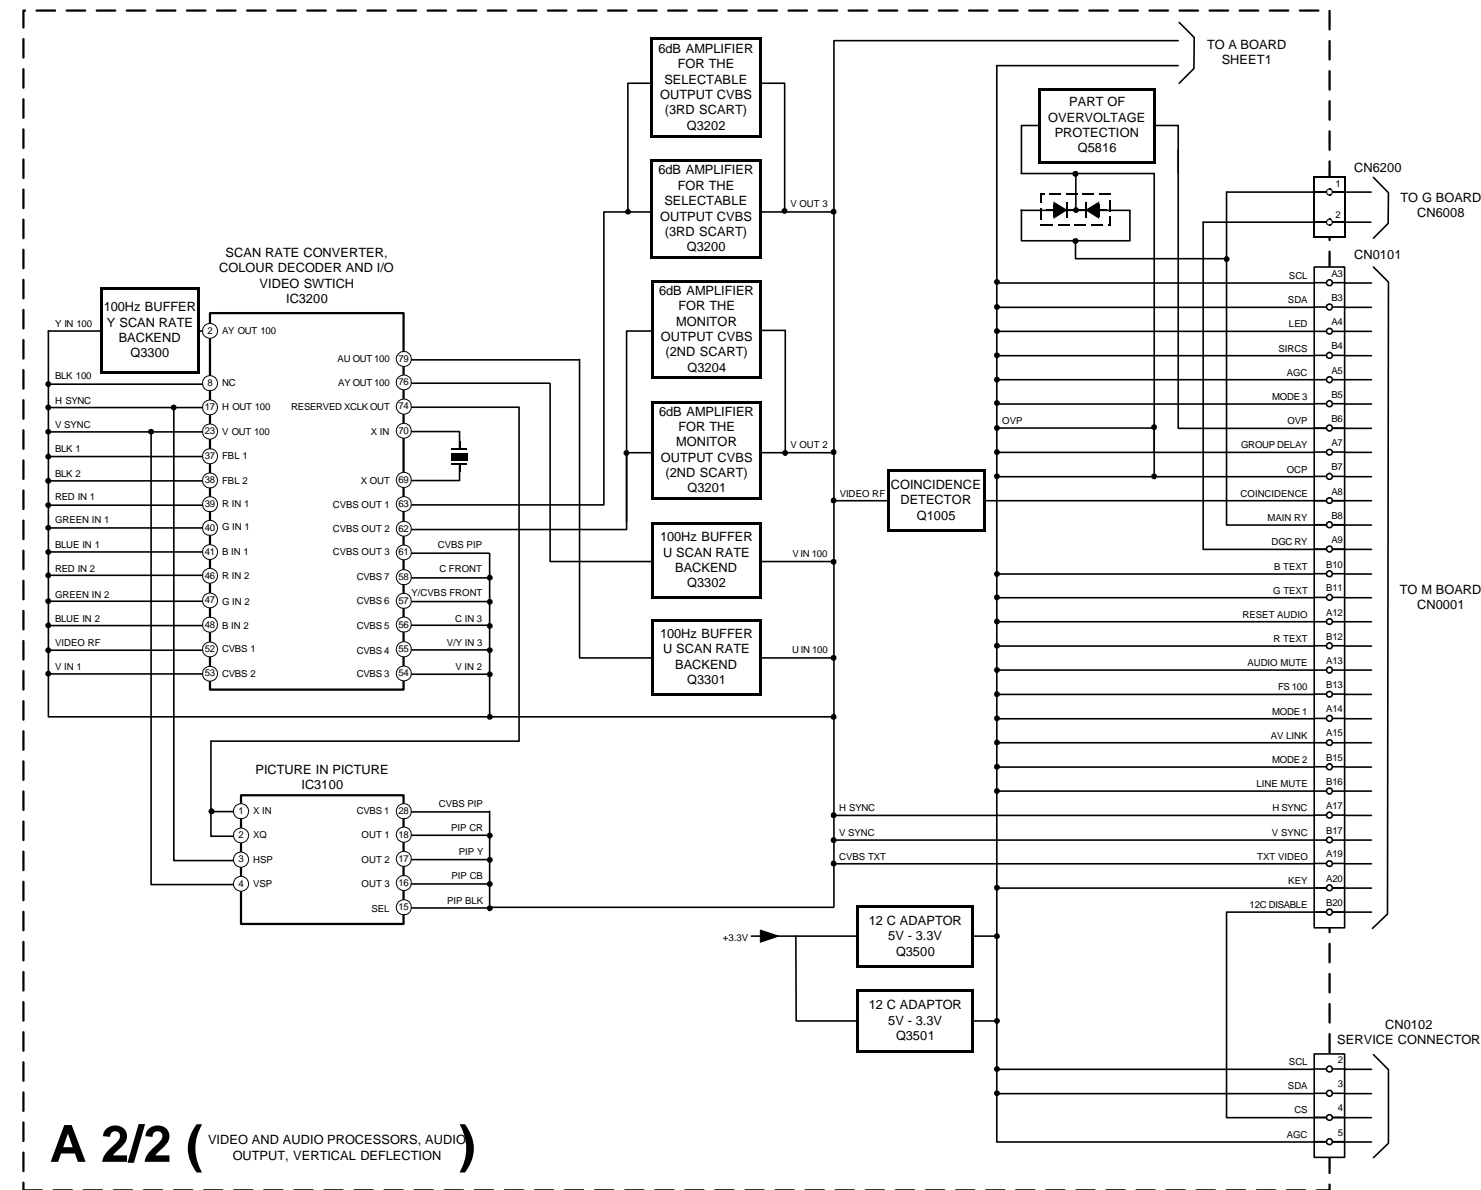 6dB AMPLIFIER
FOR THE
SELECTABLE
OUTPUT CVBS
(3RD SCART)
Q3202
TO A BOARD
SHEET1
PART OF
OVERVOLTAGE
PROTECTION
Q5816
6dB AMPLIFIER
FOR THE
SELECTABLE
OUTPUT CVBS
(3RD SCART)
Q3200
V OUT 3
CN6200
1
2
TO G BOARD
CN6008
SCAN RATE CONVERTER,
COLOUR DECODER AND I/O
VIDEO SWTICH
IC3200
100Hz BUFFER
Y SCAN RATE
BACKEND
Q3300
Y IN 100
BLK 100
H SYNC
V SYNC
BLK 1
BLK 2
RED IN 1
GREEN IN 1
BLUE IN 1
RED IN 2
GREEN IN 2
BLUE IN 2
VIDEO RF
V IN 1
2 AY OUT 100
8 NC
17 H OUT 100
23 V OUT 100
37 FBL 1
38 FBL 2
39 R IN 1
40 G IN 1
41 B IN 1
46 R IN 2
47 G IN 2
48 B IN 2
52 CVBS 1
53 CVBS 2
AU OUT 100 79
AY OUT 100 76
RESERVED XCLK OUT 74
X IN 70
X OUT 69
CVBS OUT 1 63
CVBS OUT 2 62
CVBS OUT 3 61 CVBS PIP
CVBS 7 58 C FRONT
CVBS 6 57 Y/CVBS FRONT
CVBS 5 56 C IN 3
CVBS 4 55 V/Y IN 3
CVBS 3 54 V IN 2
6dB AMPLIFIER
FOR THE
MONITOR
OUTPUT CVBS
(2ND SCART)
Q3204
6dB AMPLIFIER
FOR THE
MONITOR
OUTPUT CVBS
(2ND SCART)
Q3201
V OUT 2
100Hz BUFFER
U SCAN RATE
BACKEND
Q3302
V IN 100
100Hz BUFFER
U SCAN RATE
BACKEND
Q3301
U IN 100
VIDEO RF
COINCIDENCE
DETECTOR
Q1005
OVP
CN0101
SCL A3
SDA B3
LED A4
SIRCS B4
AGC A5
MODE 3 B5
OVP B6
GROUP DELAY A7
OCP B7
COINCIDENCE A8
MAIN RY B8
DGC RY A9
B TEXT B10
G TEXT B11
RESET AUDIO A12
R TEXT B12
AUDIO MUTE A13
FS 100 B13
MODE 1 A14
AV LINK A15
MODE 2 B15
LINE MUTE B16
H SYNC H SYNC A17
V SYNC V SYNC B17
CVBS TXT TXT VIDEO A19
KEY A20
12C DISABLE B20
TO M BOARD
CN0001
PICTURE IN PICTURE
IC3100
1 X IN
2 XQ
3 HSP
4 VSP
CVBS 1 28 CVBS PIP
OUT 1 18 PIP CR
OUT 2 17 PIP Y
OUT 3 16 PIP CB
SEL 15 PIP BLK
+3.3V
12 C ADAPTOR
5V - 3.3V
Q3500
12 C ADAPTOR
5V - 3.3V
Q3501
CN0102
SERVICE CONNECTOR
SCL 2
SDA 3
CS 4
AGC 5
A 2/2 ( VIDEO AND AUDIO PROCESSORS, AUDIO
OUTPUT, VERTICAL DEFLECTION )